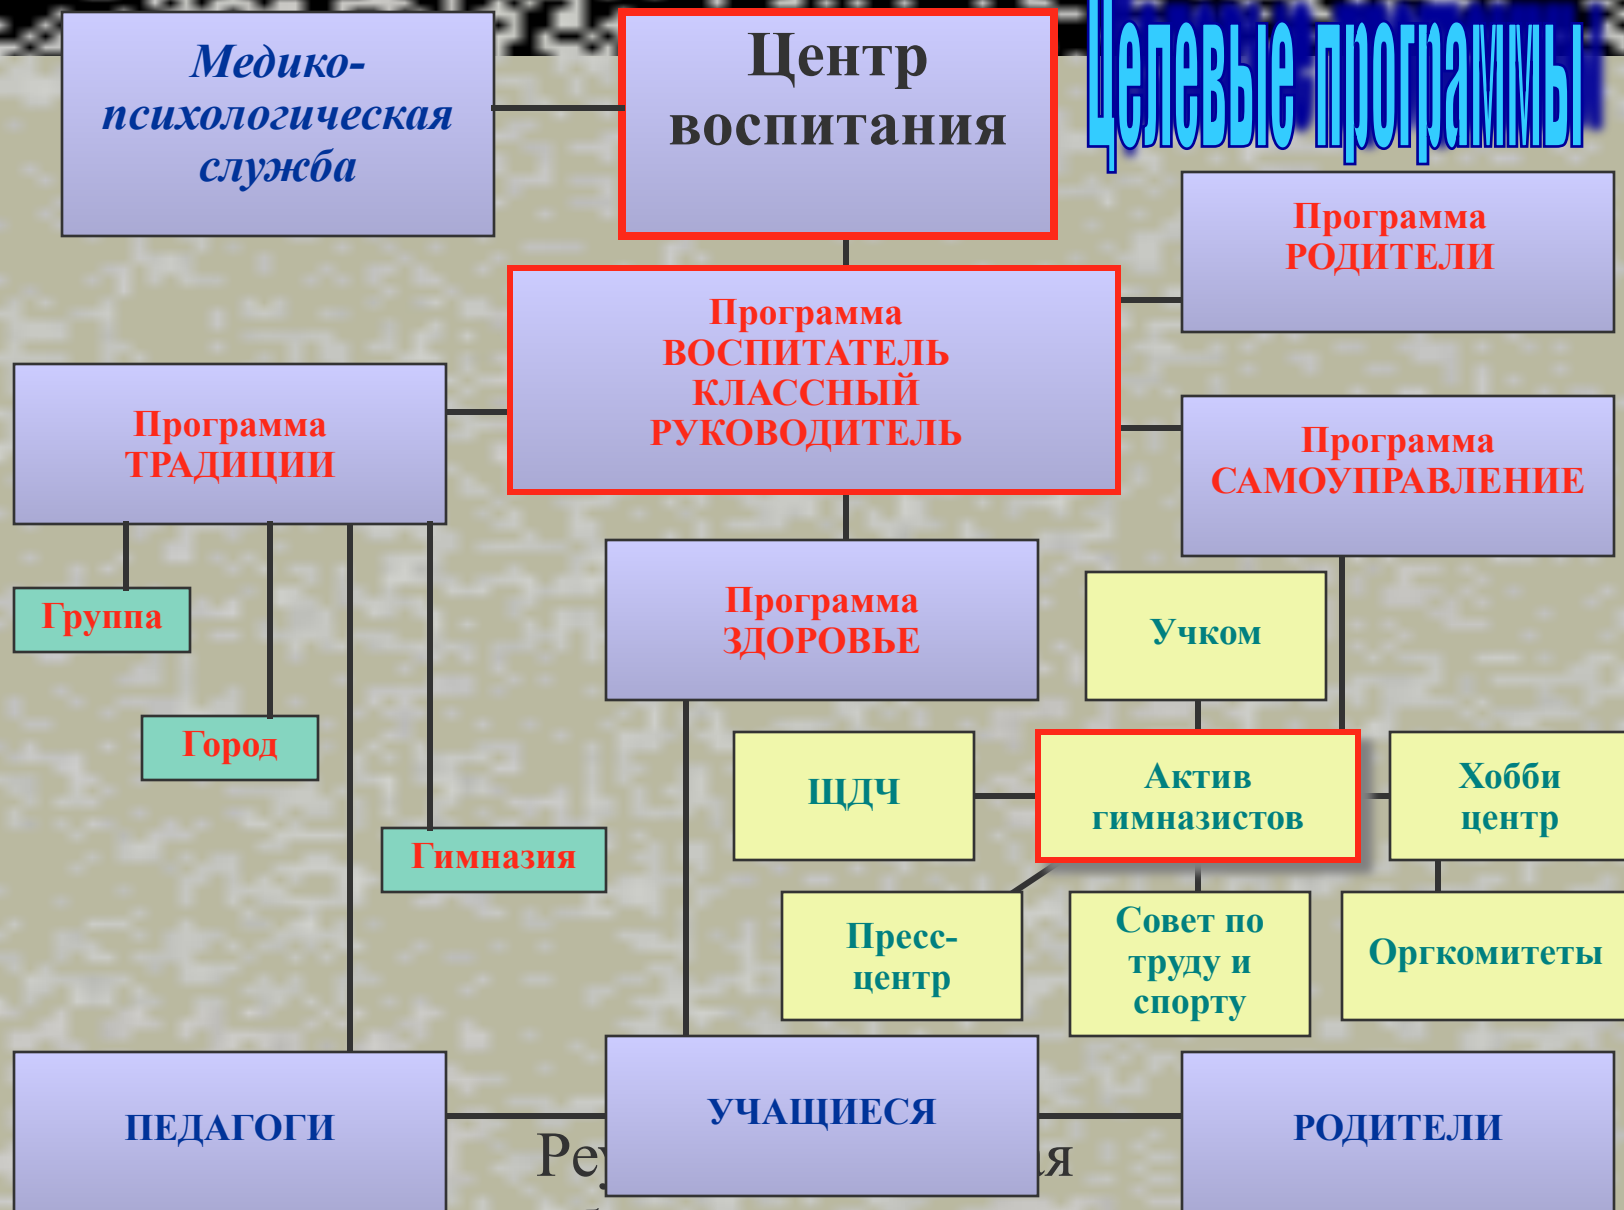 Целевые программы
Медико-
психологическая
служба
Центр
воспитания
Программа
РОДИТЕЛИ
Программа
ВОСПИТАТЕЛЬ
КЛАССНЫЙ
РУКОВОДИТЕЛЬ
Программа
ТРАДИЦИИ
Программа
САМОУПРАВЛЕНИЕ
Группа
Программа
ЗДОРОВЬЕ
Учком
Город
ЩДЧ
Актив
гимназистов
Хобби
центр
Гимназия
Пресс-
центр
Совет по
труду и
спорту
Оргкомитеты
ПЕДАГОГИ
УЧАЩИЕСЯ
РОДИТЕЛИ